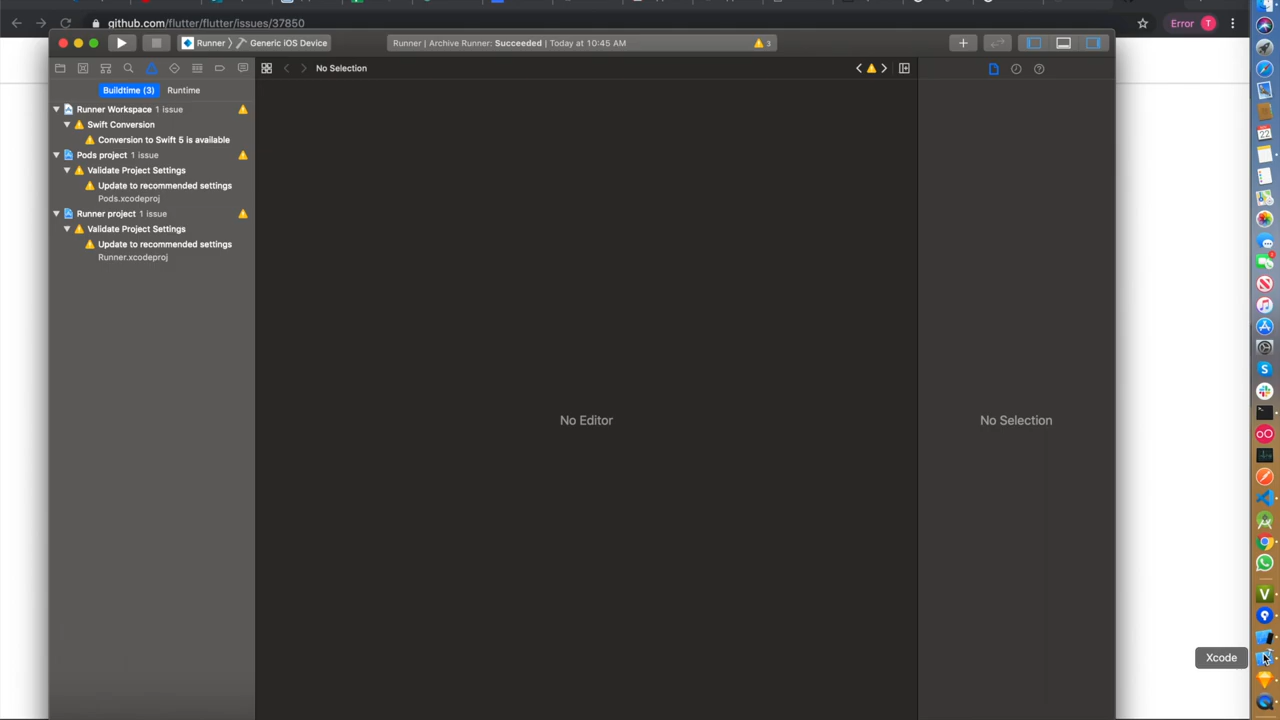 github.com/flutter/flutter/issues/37850
Error
T
Runner
Generic iOS Device
Runner | Archive Runner: Succeeded | Today at 10:45 AM
3
No Selection
Buildtime (3)
Runtime
Runner Workspace 1 issue
Swift Conversion
Conversion to Swift 5 is available
Pods project 1 issue
Validate Project Settings
Update to recommended settings
Pods.xcodeproj
Runner project 1 issue
Validate Project Settings
Update to recommended settings
Runner.xcodeproj
No Editor
No Selection
22
Xcode